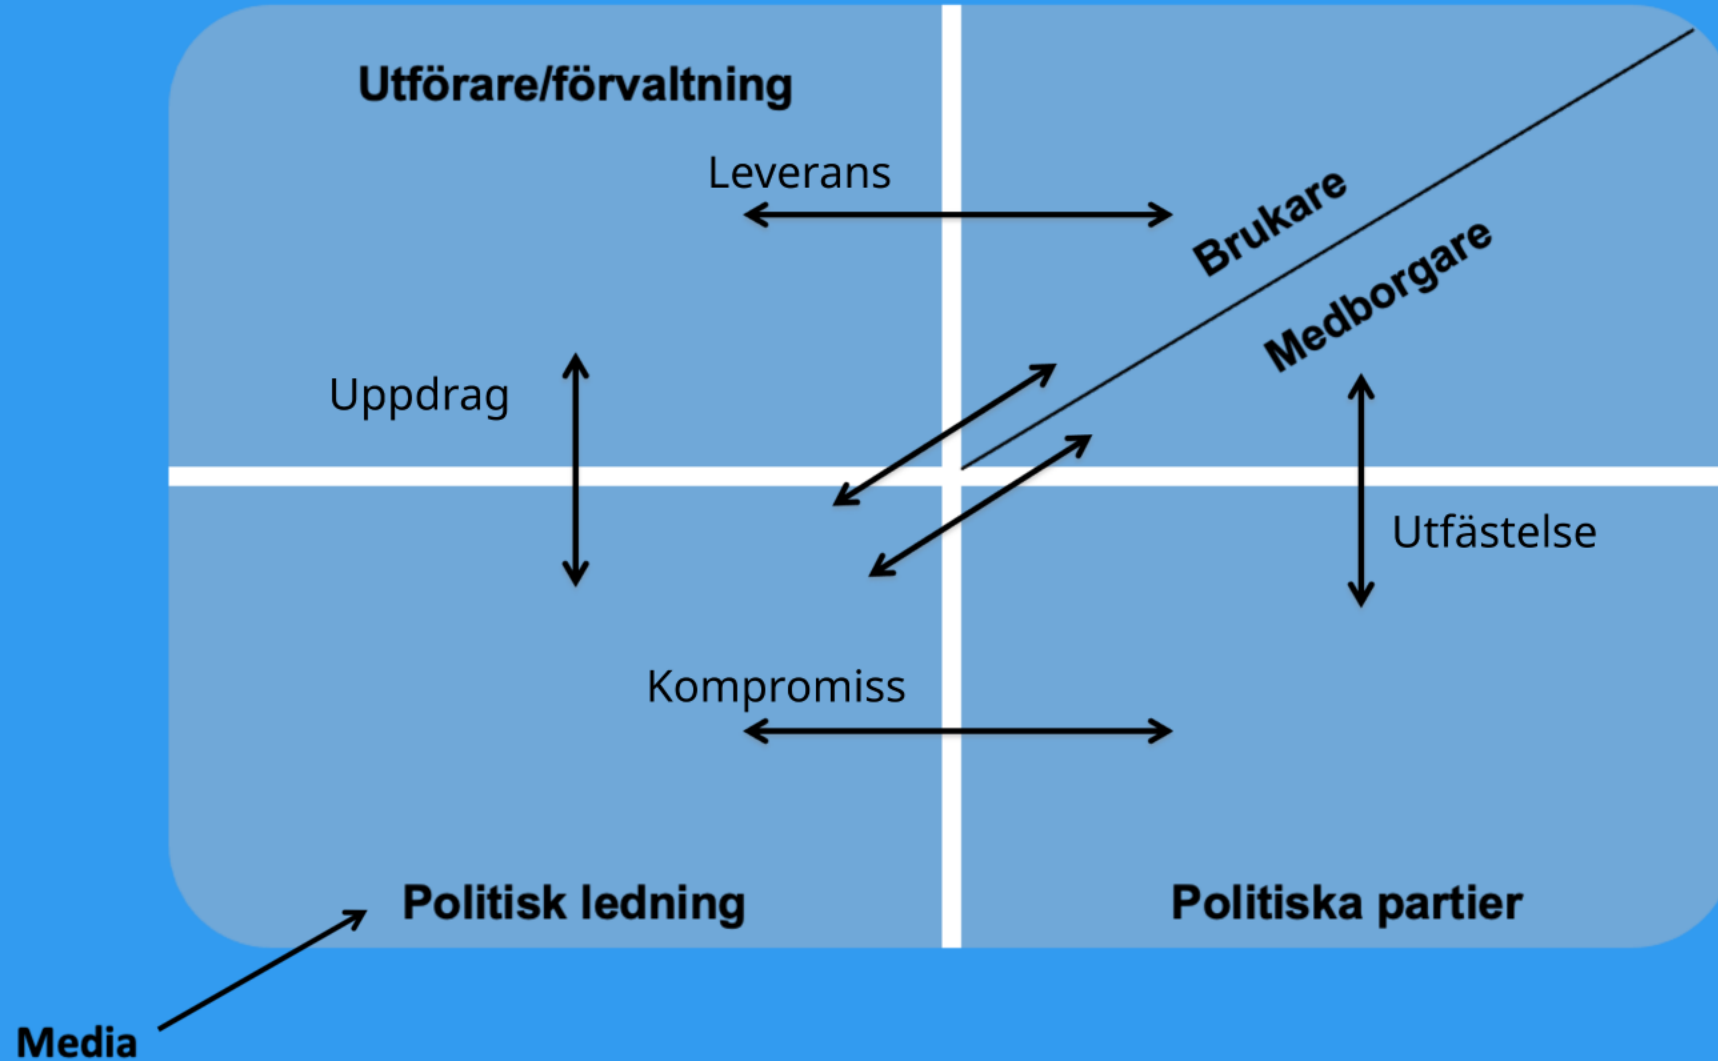 Utförare/förvaltning
Leverans
Brukare
Medborgare
Uppdrag
Utfästelse
Kompromiss
Politisk ledning
Politiska partier
Media